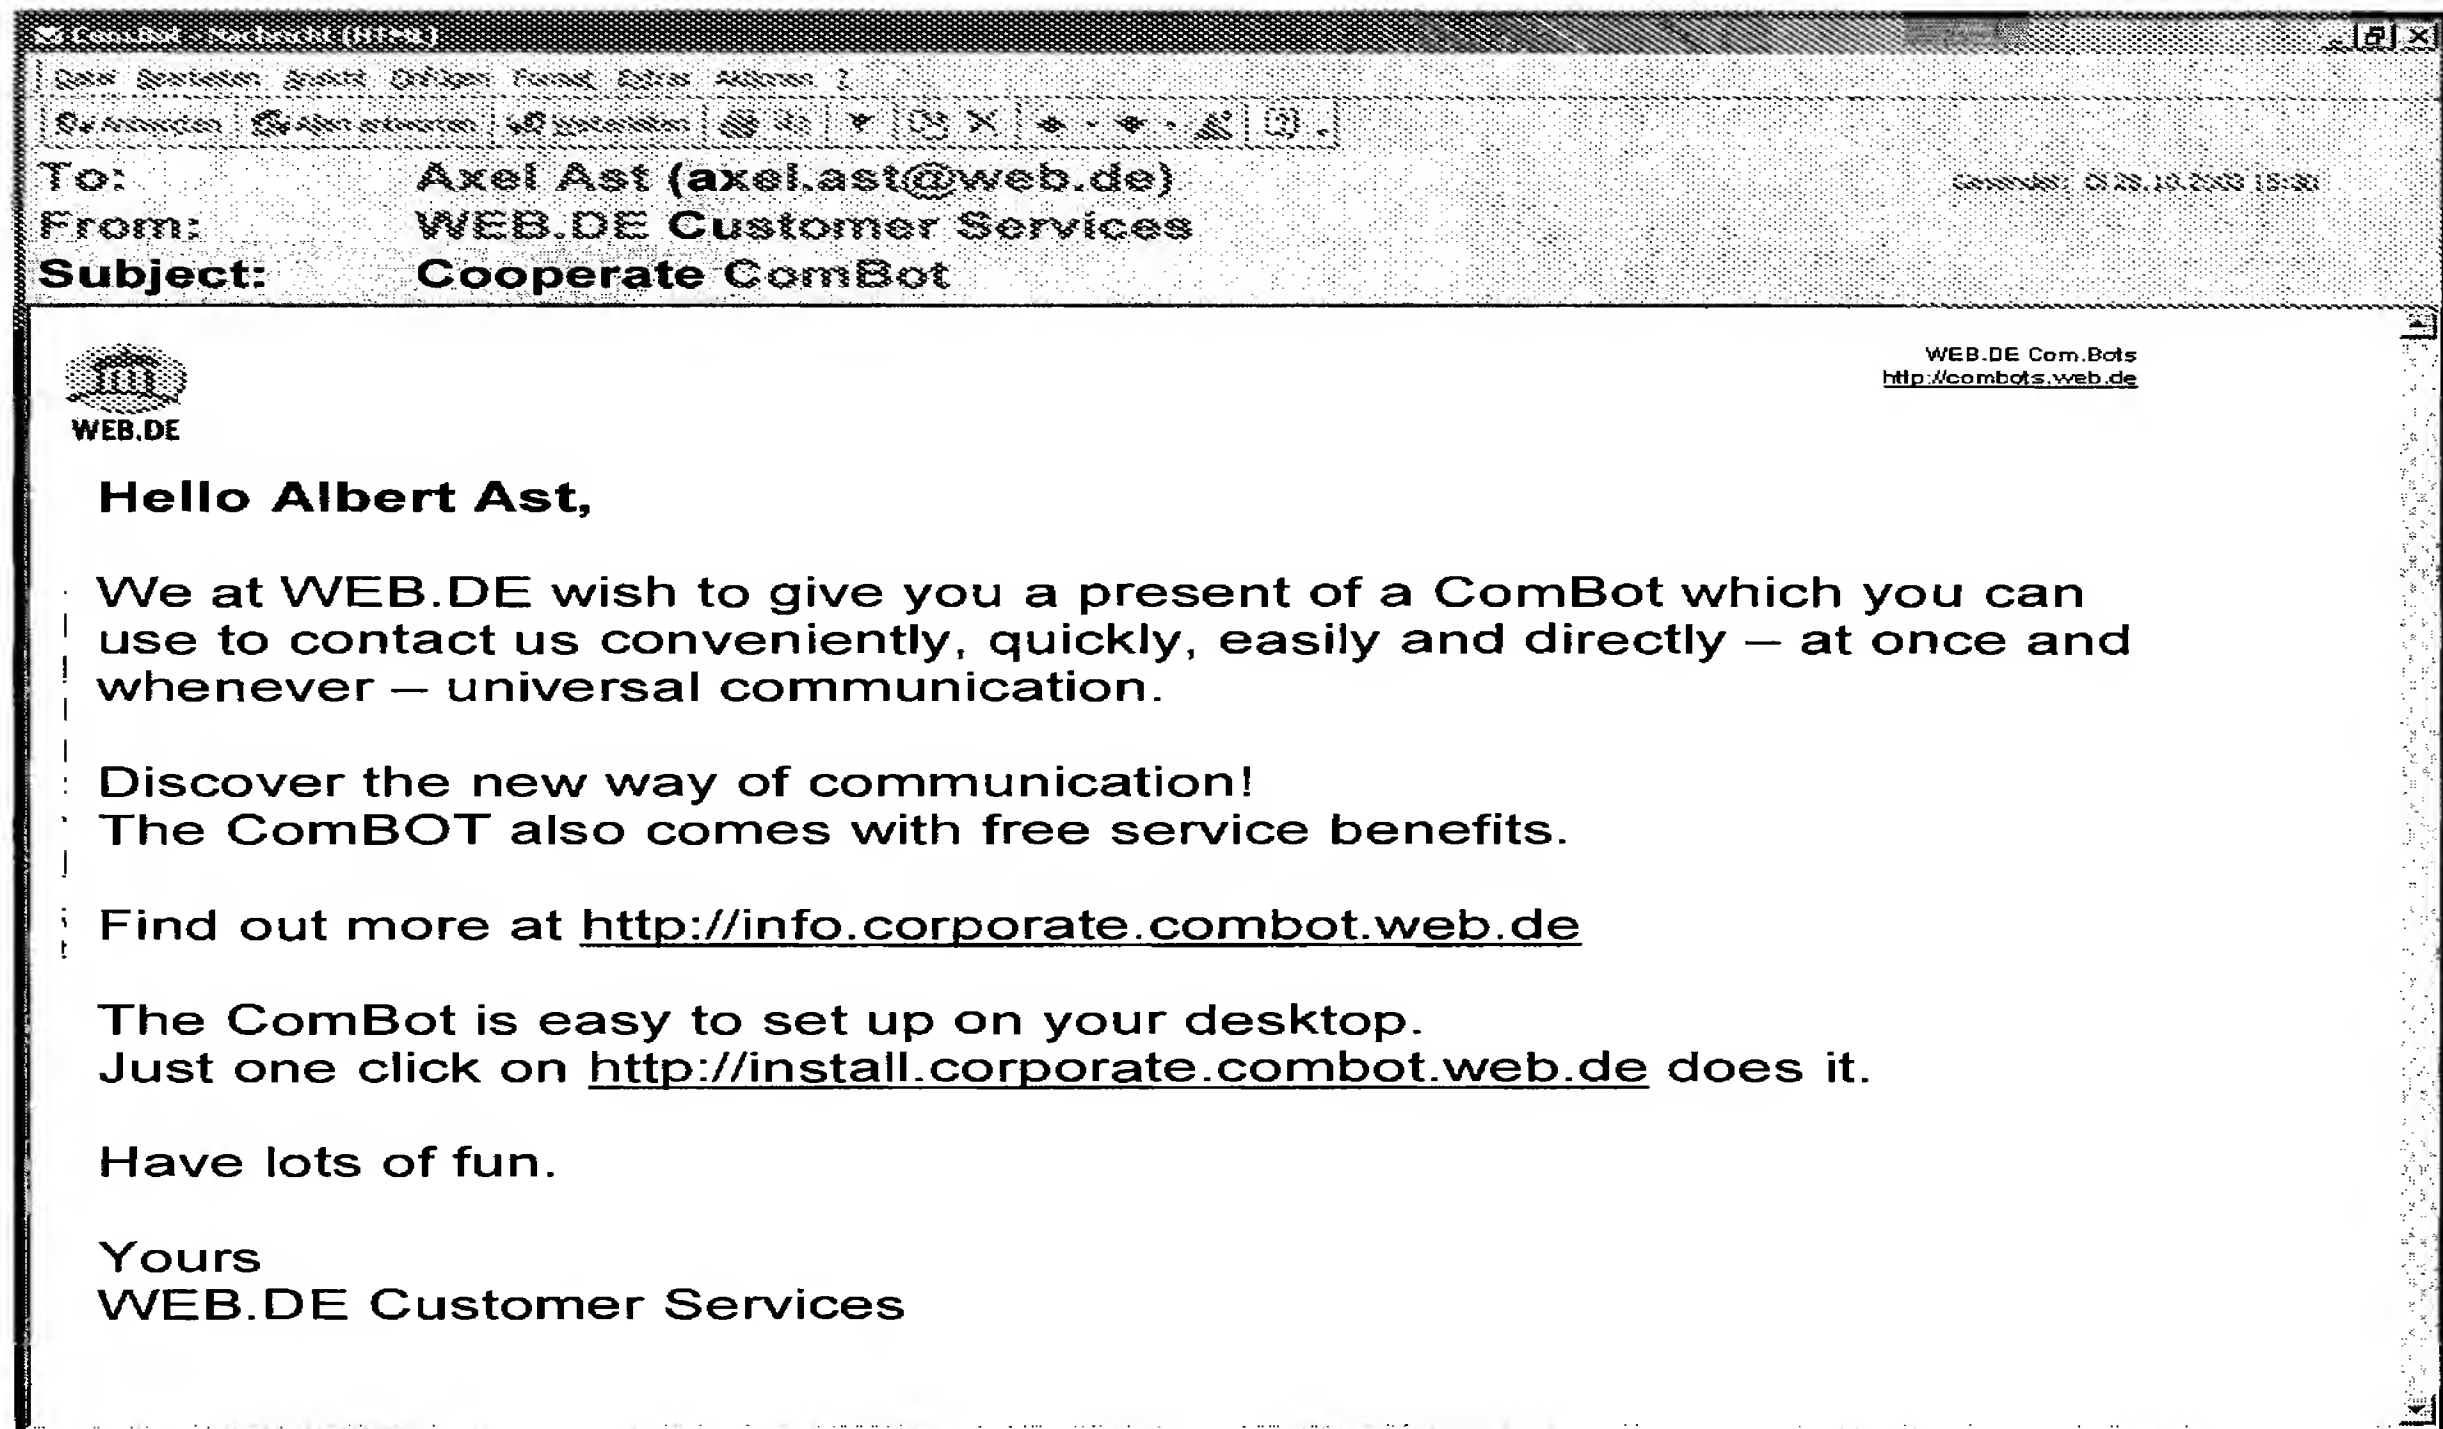 ComBot - Nachricht (HTML)
To: Axel Ast (axel.ast@web.de)
From: WEB.DE Customer Services
Subject: Cooperate ComBot
WEB.DE Com.Bots
http://combots.web.de
WEB.DE
Hello Albert Ast,
We at WEB.DE wish to give you a present of a ComBot which you can
use to contact us conveniently, quickly, easily and directly – at once and
whenever – universal communication.
Discover the new way of communication!
The ComBOT also comes with free service benefits.
Find out more at http://info.corporate.combot.web.de
The ComBot is easy to set up on your desktop.
Just one click on http://install.corporate.combot.web.de does it.
Have lots of fun.
Yours
WEB.DE Customer Services